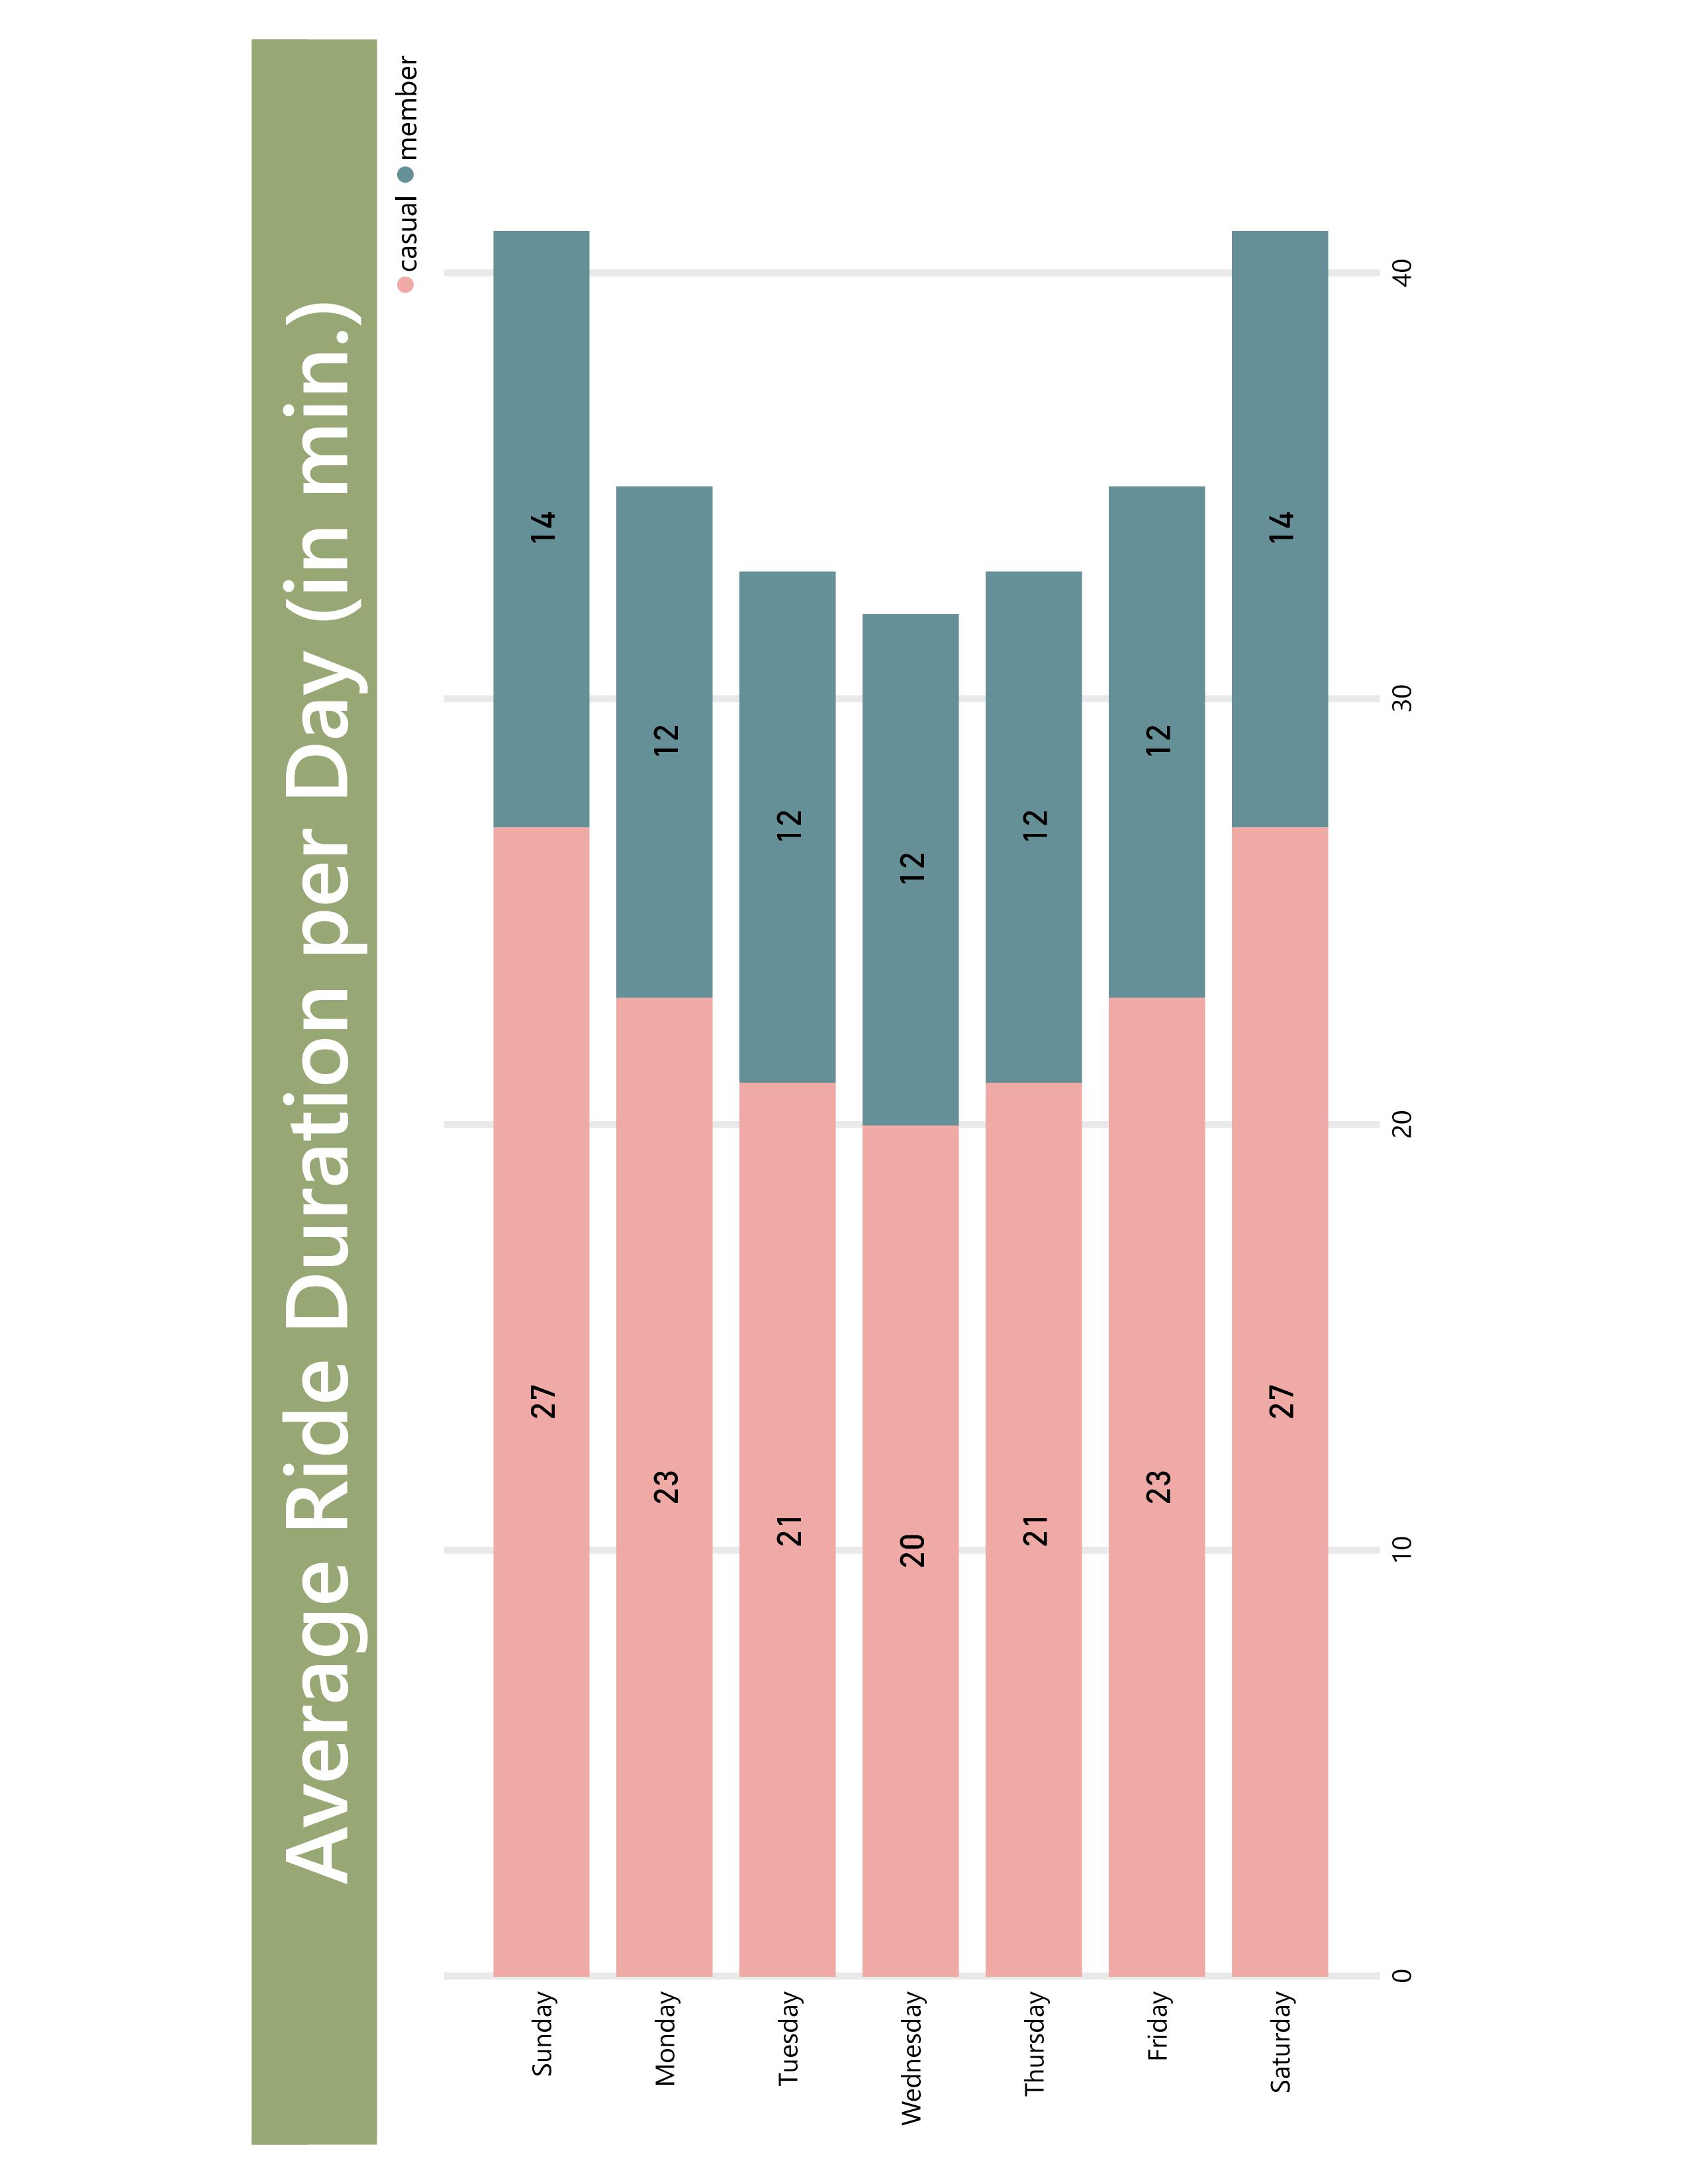 Average Ride Duration per Day (in min.)
casual member
Sunday 27 14
Monday 23 12
Tuesday 21 12
Wednesday 20 12
Thursday 21 12
Friday 23 12
Saturday 27 14
0 10 20 30 40